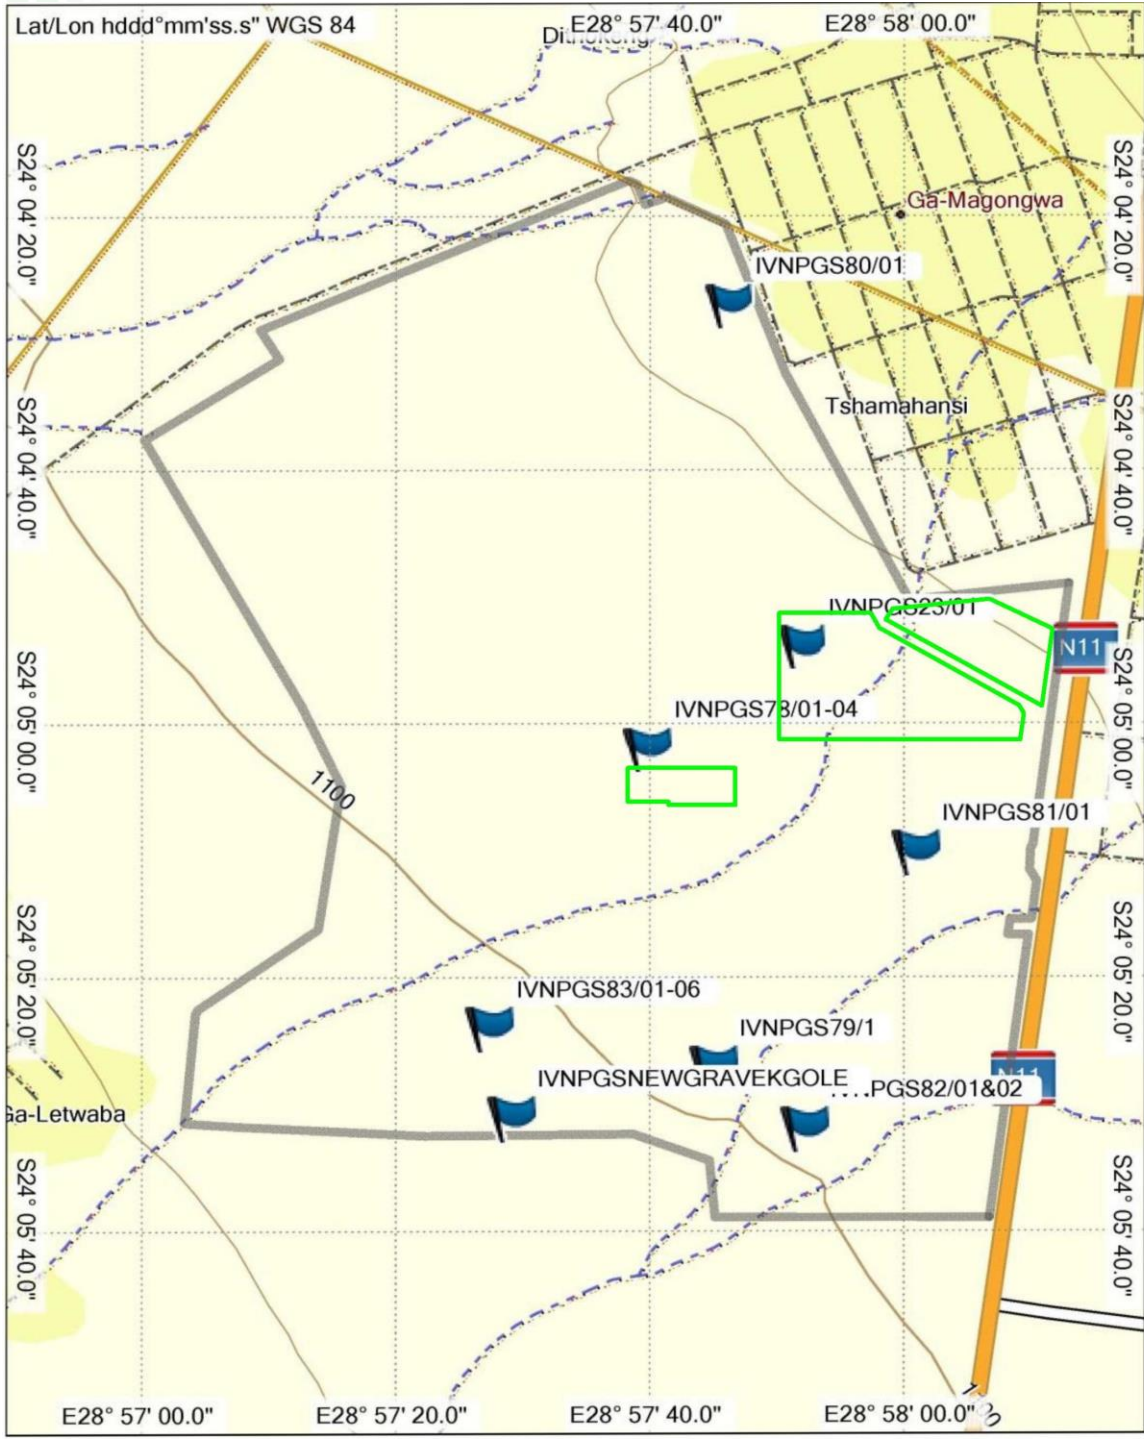 Lat/Lon hddd°mm'ss.s" WGS 84
E28° 57' 40.0"
E28° 58' 00.0"
S24° 04' 20.0"
S24° 04' 20.0"
Ga-Magongwa
IVNPGS80/01
Tshamahansi
S24° 04' 40.0"
S24° 04' 40.0"
IVNPGS23/01
N11
S24° 05' 00.0"
S24° 05' 00.0"
IVNPGS78/01-04
1100
IVNPGS81/01
S24° 05' 20.0"
S24° 05' 20.0"
IVNPGS83/01-06
IVNPGS79/1
N11
IVNPGSNEWGRAVEKGOLE
PGS82/01&02
Ga-Letwaba
S24° 05' 40.0"
S24° 05' 40.0"
E28° 57' 00.0"
E28° 57' 20.0"
E28° 57' 40.0"
E28° 58' 00.0"